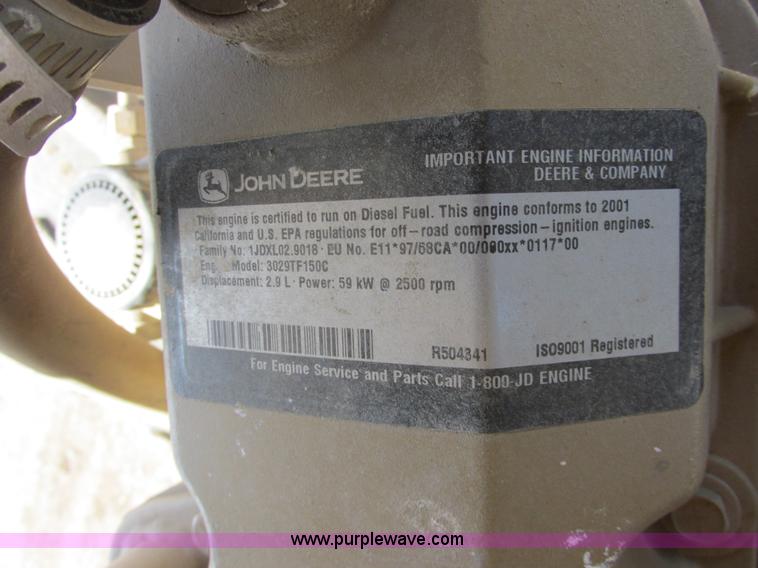 JOHN DEERE
IMPORTANT ENGINE INFORMATION
DEERE & COMPANY
This engine is certified to run on Diesel Fuel. This engine conforms to 2001
California and U.S. EPA regulations for off-road compression-ignition engines.
Family No. 1JDXL02.9018 · EU No. E11*97/68CA*00/000xx*0117*00
Eng. Model: 3029TF150C
Displacement: 2.9 L · Power: 59 kW @ 2500 rpm
R504341
ISO9001 Registered
For Engine Service and Parts Call 1-800-JD ENGINE
www.purplewave.com